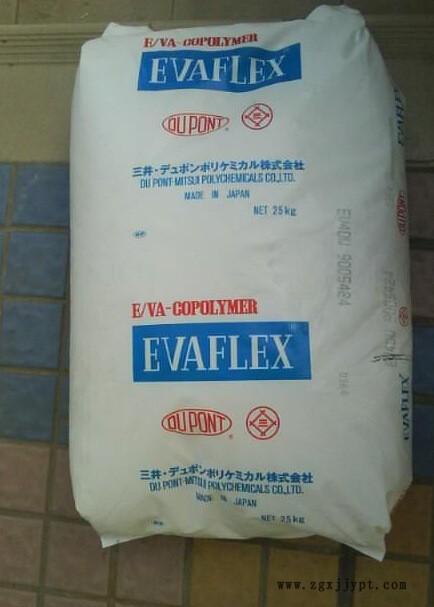 E/VA-COPOLYMER
EVAFLEX
DU PONT
三井・デュポンポリケミカル株式会社
DU PONT-MITSUI POLYCHEMICALS CO.,LTD.
MADE IN JAPAN
NET 25kg
E/VA-COPOLYMER
EVAFLEX®
DU PONT
三井・デュポンポリケミカル株式会社
DU PONT-MITSUI POLYCHEMICALS CO.,LTD.
MADE IN JAPAN
NET 25kg
EVAFLEX
EVAFLEX
www.zgxjjypt.com